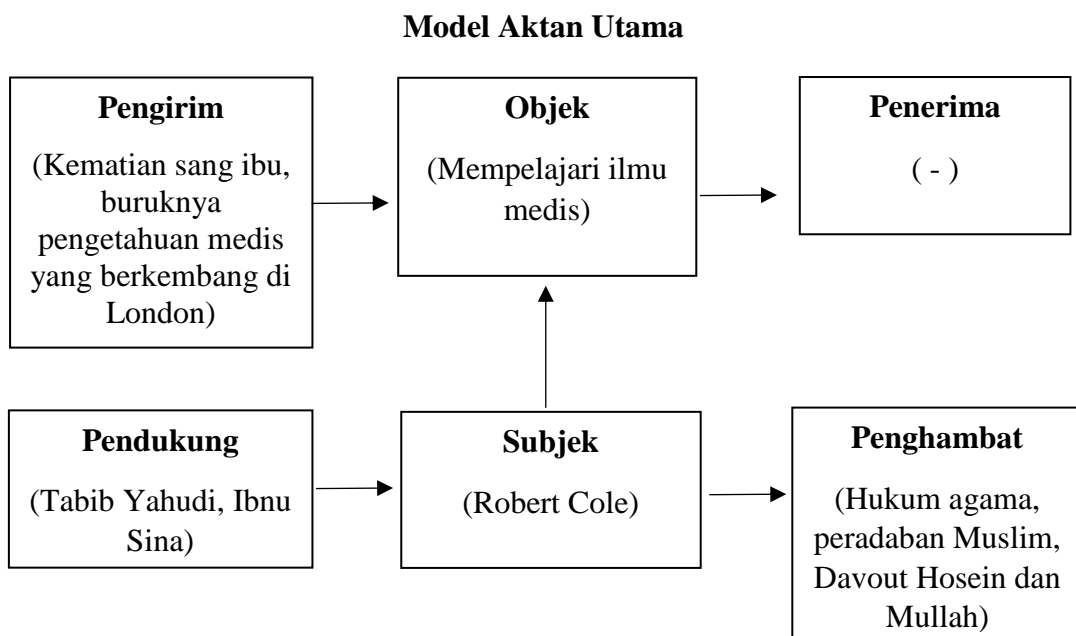 Model Aktan Utama
Pengirim
(Kematian sang ibu,
buruknya
pengetahuan medis
yang berkembang di
London)
Objek
(Mempelajari ilmu
medis)
Penerima
( - )
Pendukung
(Tabib Yahudi, Ibnu
Sina)
Subjek
(Robert Cole)
Penghambat
(Hukum agama,
peradaban Muslim,
Davout Hosein dan
Mullah)